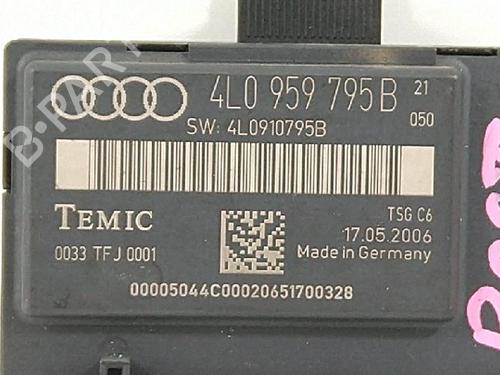 4L0 959 795 B 21
050
SW: 4L0910795B
TEMIC
TSG C6
0033 TFJ 0001
17.05.2006
Made in Germany
00005044C00020651700328
B-PARTS